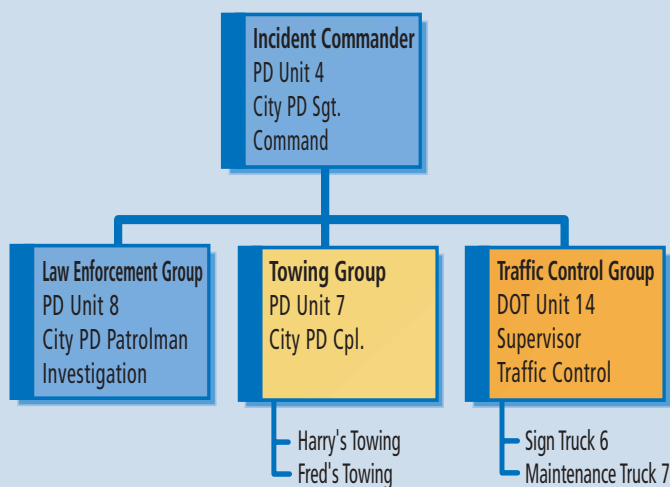 Incident Commander
PD Unit 4
City PD Sgt.
Command
Law Enforcement Group
PD Unit 8
City PD Patrolman
Investigation
Towing Group
PD Unit 7
City PD Cpl.
Harry's Towing
Fred's Towing
Traffic Control Group
DOT Unit 14
Supervisor
Traffic Control
Sign Truck 6
Maintenance Truck 7